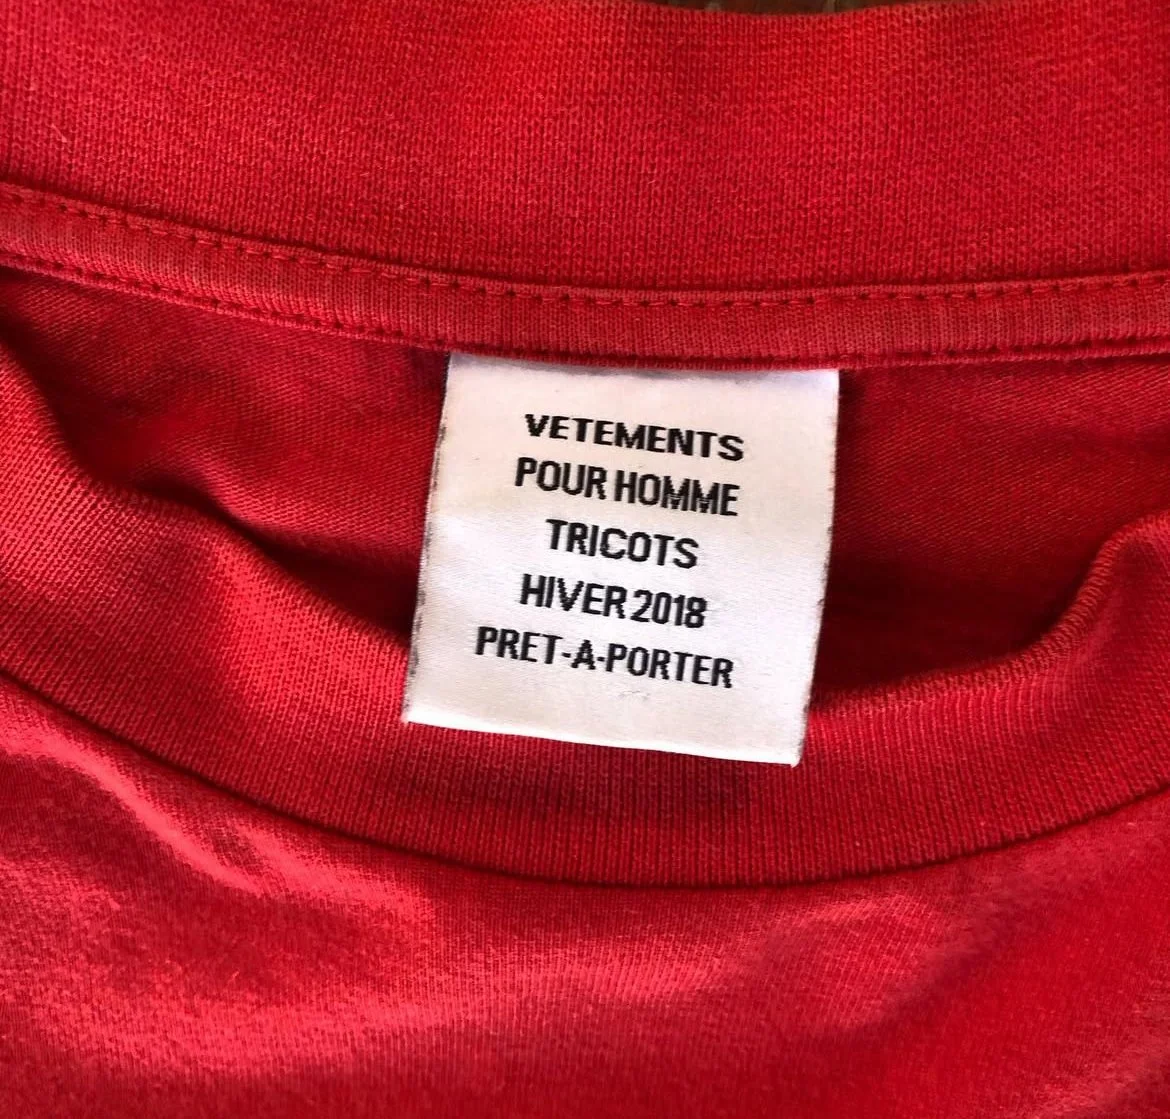 VETEMENTS
POUR HOMME
TRICOTS
HIVER 2018
PRET-A-PORTER